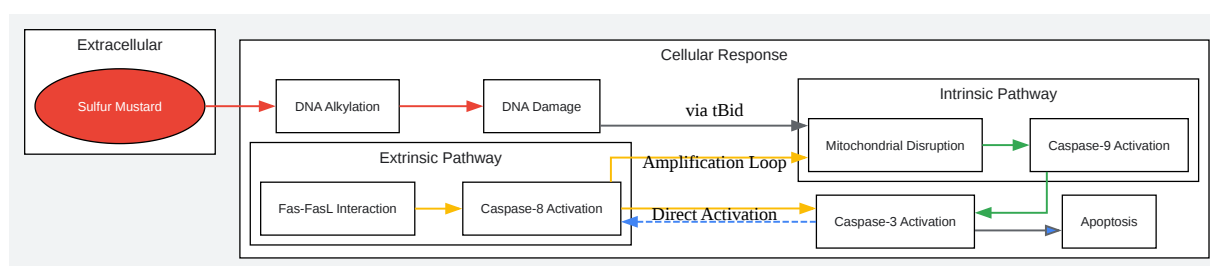 Extracellular
Sulfur Mustard
Cellular Response
DNA Alkylation
DNA Damage
via tBid
Intrinsic Pathway
Mitochondrial Disruption
Caspase-9 Activation
Extrinsic Pathway
Amplification Loop
Fas-FasL Interaction
Caspase-8 Activation
Direct Activation
Caspase-3 Activation
Apoptosis